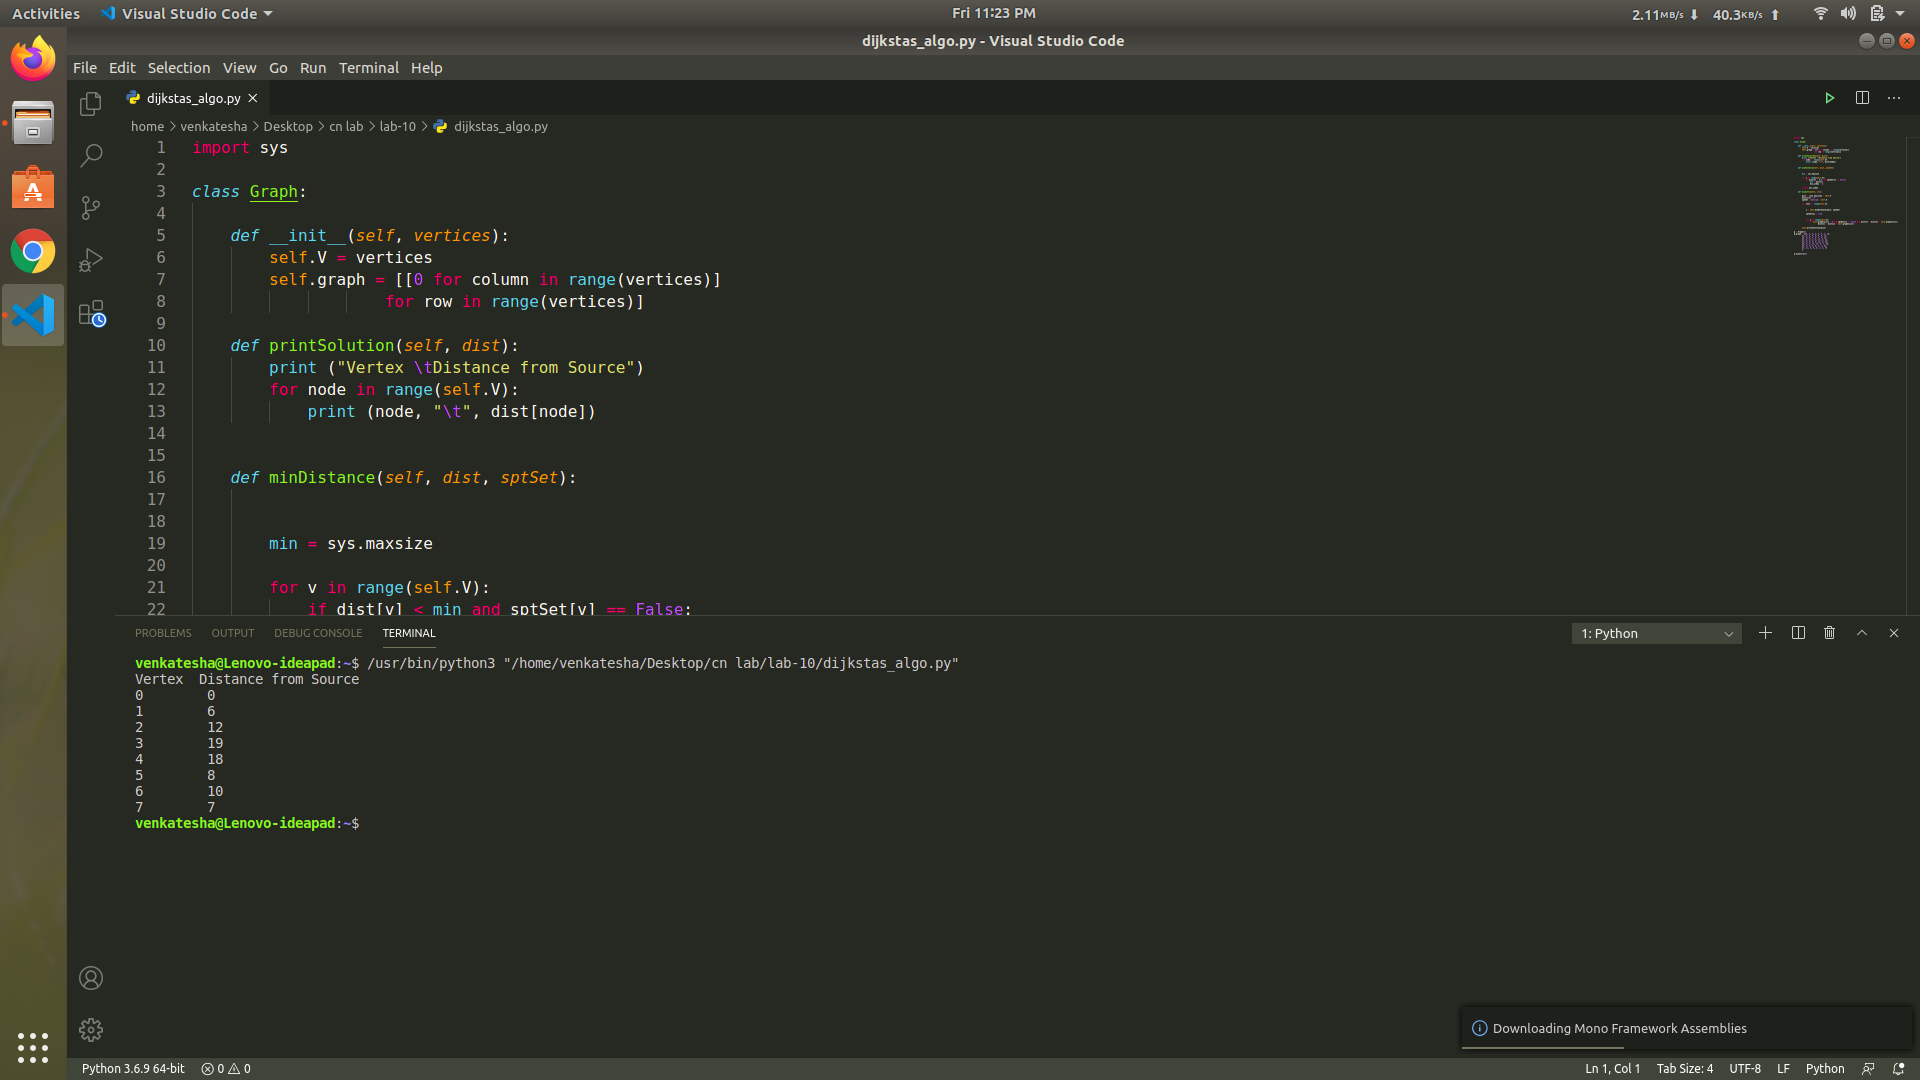 Activities Visual Studio Code Fri 11:23 PM 2.11MB/s 40.3KB/s
dijkstas_algo.py - Visual Studio Code
File Edit Selection View Go Run Terminal Help
dijkstas_algo.py
home > venkatesha > Desktop > cn lab > lab-10 > dijkstas_algo.py
1 import sys
2
3 class Graph:
4
5     def __init__(self, vertices):
6         self.V = vertices
7         self.graph = [[0 for column in range(vertices)]
8                     for row in range(vertices)]
9
10     def printSolution(self, dist):
11         print ("Vertex \tDistance from Source")
12         for node in range(self.V):
13             print (node, "\t", dist[node])
14
15
16     def minDistance(self, dist, sptSet):
17
18
19         min = sys.maxsize
20
21         for v in range(self.V):
22             if dist[v] < min and sptSet[v] == False:
PROBLEMS OUTPUT DEBUG CONSOLE TERMINAL 1: Python
venkatesha@Lenovo-ideapad:~$ /usr/bin/python3 "/home/venkatesha/Desktop/cn lab/lab-10/dijkstas_algo.py"
Vertex  Distance from Source
0        0
1        6
2        12
3        19
4        18
5        8
6        10
7        7
venkatesha@Lenovo-ideapad:~$
Downloading Mono Framework Assemblies
Python 3.6.9 64-bit 0 0 Ln 1, Col 1 Tab Size: 4 UTF-8 LF Python